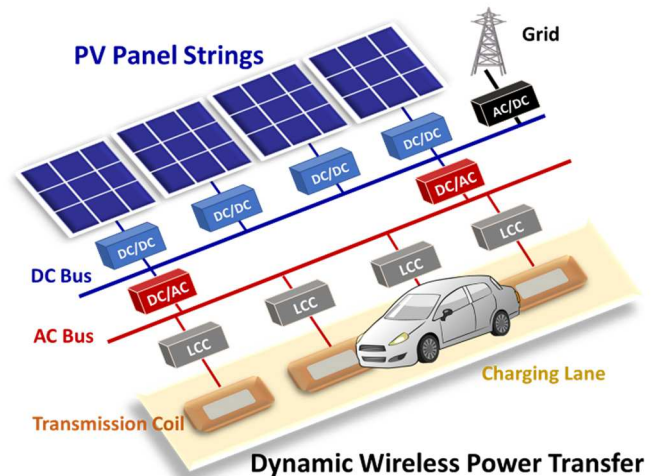 PV Panel Strings
Grid
AC/DC
DC/DC
DC/DC
DC/DC
DC/DC
DC/AC
DC Bus
DC/AC
LCC
LCC
LCC
LCC
AC Bus
Charging Lane
Transmission Coil
Dynamic Wireless Power Transfer